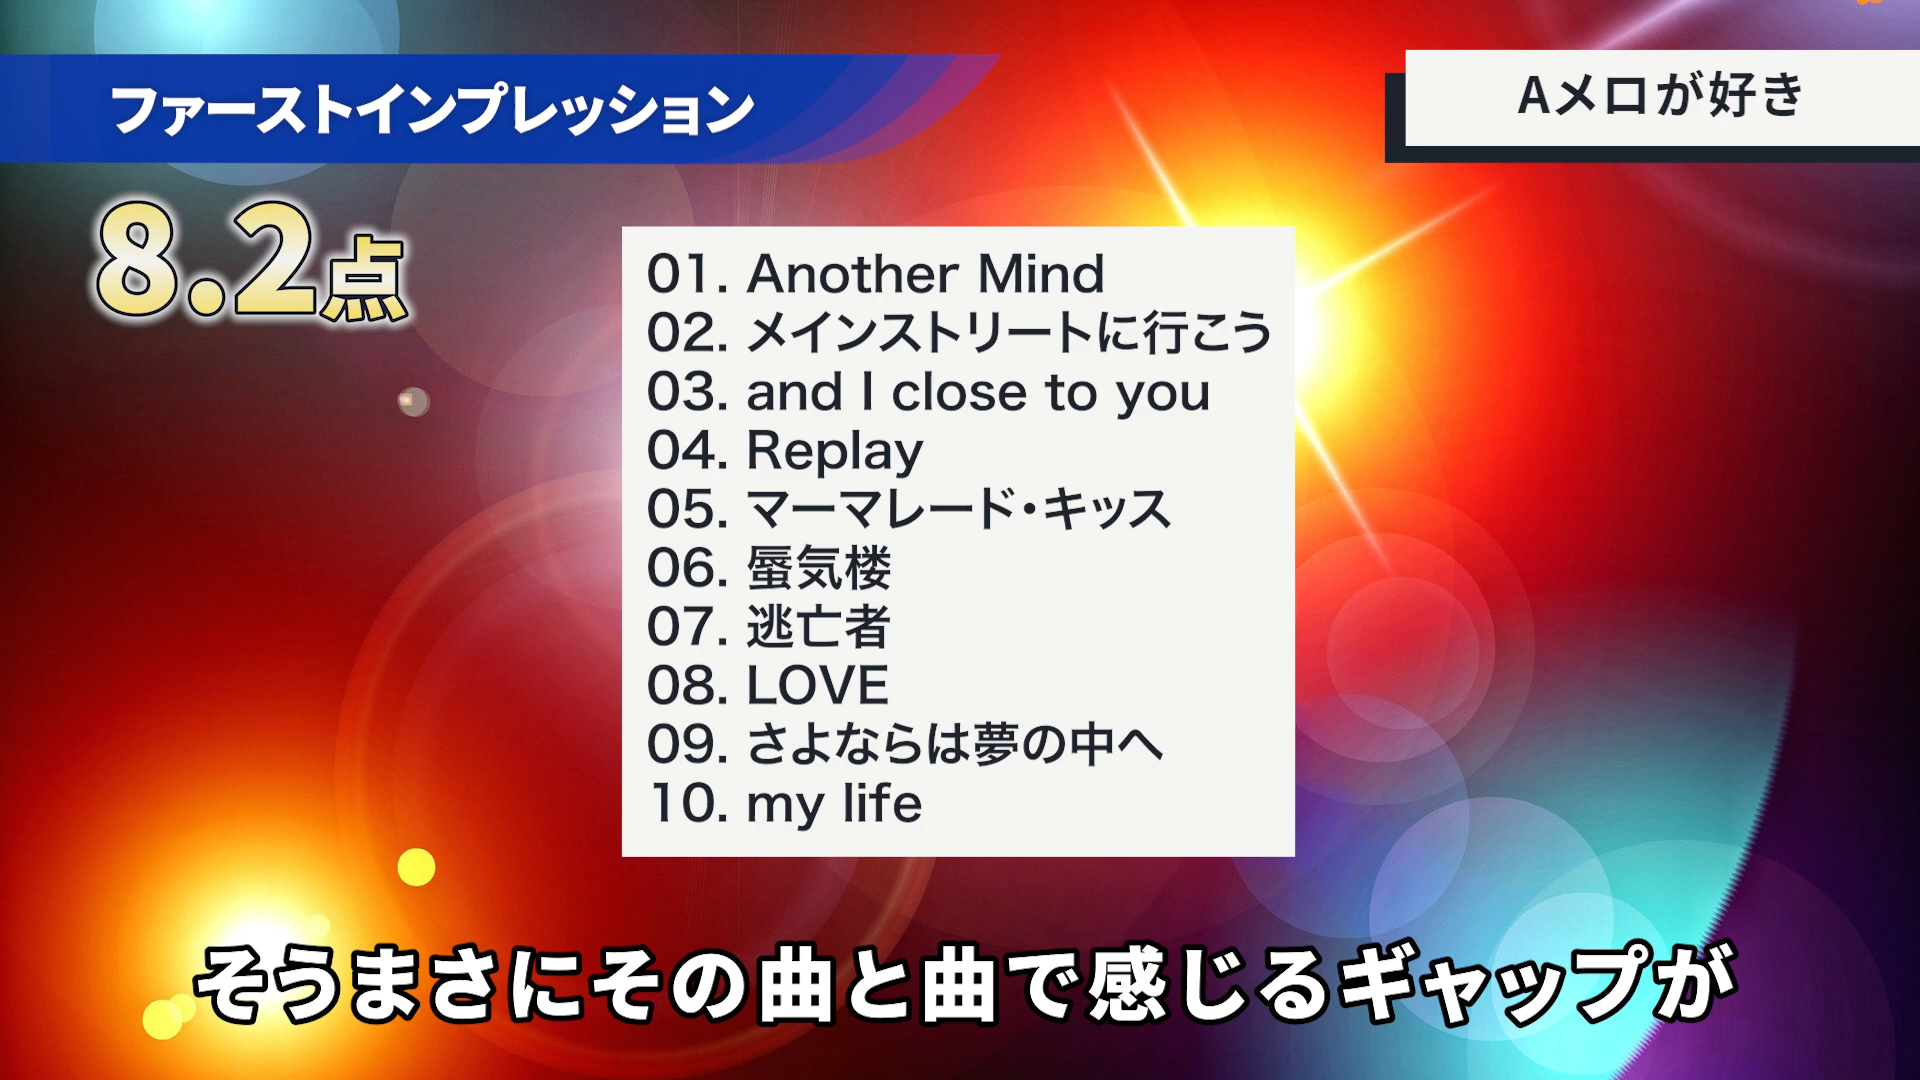 ファーストインプレッション
Aメロが好き
8.2点
01. Another Mind
02. メインストリートに行こう
03. and I close to you
04. Replay
05. マーマレード・キッス
06. 蜃気楼
07. 逃亡者
08. LOVE
09. さよならは夢の中へ
10. my life
そうまさにその曲と曲で感じるギャップが